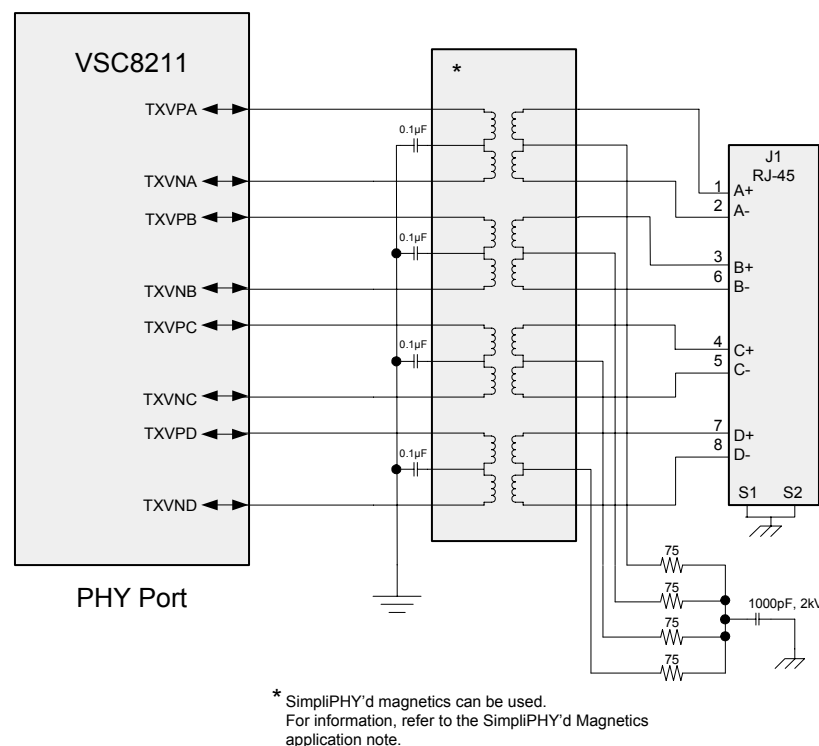 VSC8211
TXVPA
TXVNA
TXVPB
TXVNB
TXVPC
TXVNC
TXVPD
TXVND
PHY Port
*
0.1µF
0.1µF
0.1µF
0.1µF
J1
RJ-45
1 A+
2 A-
3 B+
6 B-
4 C+
5 C-
7 D+
8 D-
S1 S2
75
75
75
75
1000pF, 2kV
* SimpliPHY'd magnetics can be used.
For information, refer to the SimpliPHY'd Magnetics
application note.